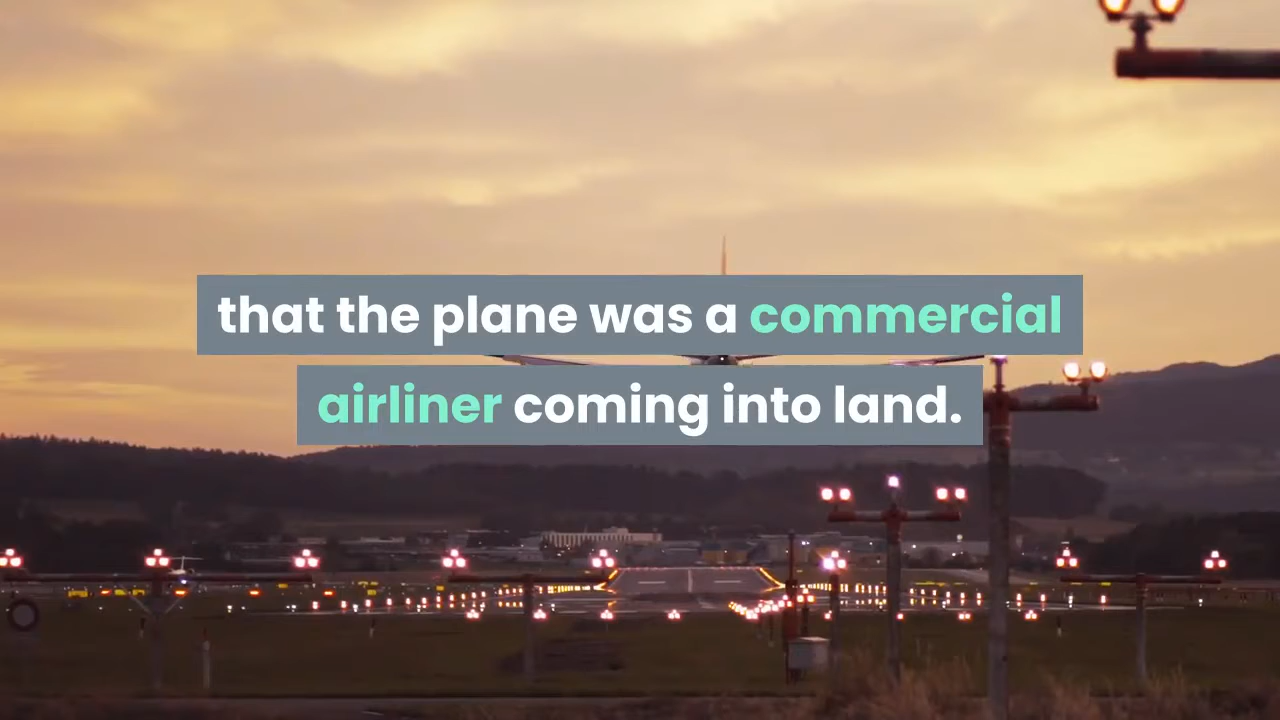 that the plane was a commercial
airliner coming into land.